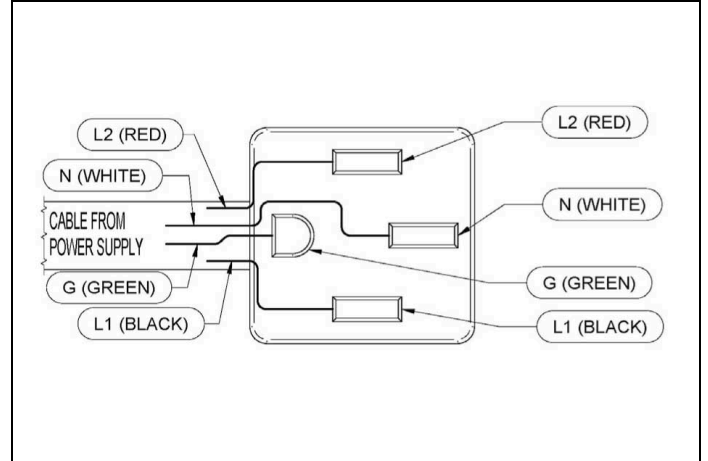 L2 (RED)
N (WHITE)
CABLE FROM
POWER SUPPLY
G (GREEN)
L1 (BLACK)
L2 (RED)
N (WHITE)
G (GREEN)
L1 (BLACK)